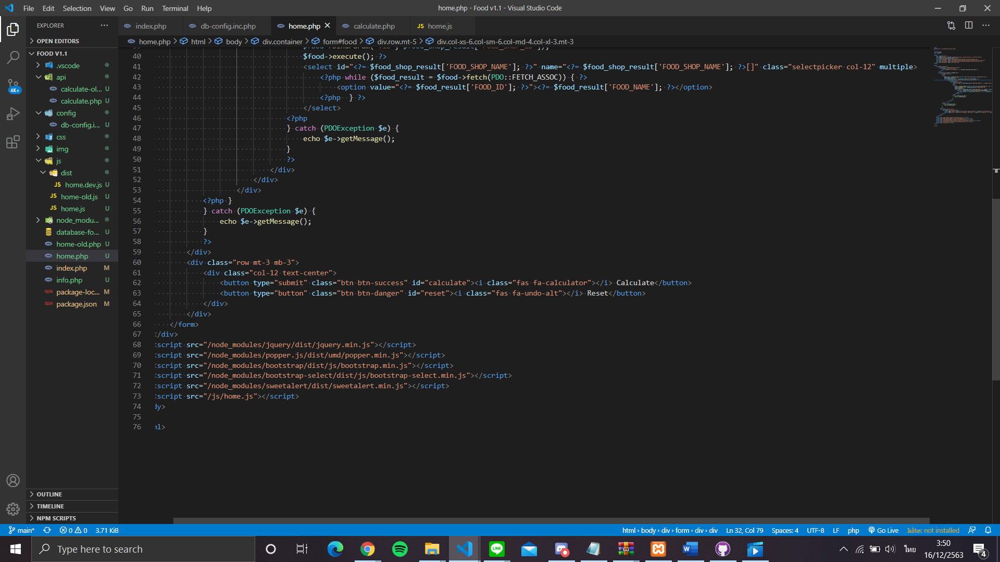 File Edit Selection View Go Run Terminal Help
home.php - Food v1.1 - Visual Studio Code
EXPLORER
index.php
db-config.inc.php
home.php
calculate.php
JS home.js
home.php > html > body > div.container > form#food > div.row.mt-5 > div.col-xs-6.col-sm-6.col-md-4.col-xl-3.mt-3
OPEN EDITORS
FOOD V1.1
.vscode
api
calculate-ol... U
calculate.php U
config
db-config.i... U
css
img
js
dist
JS home.dev.js U
JS home-old.js U
JS home.js U
node_modu...
database-fo... U
home-old.php U
home.php U
index.php M
info.php U
package-loc... M
package.json M
OUTLINE
TIMELINE
NPM SCRIPTS
4K+
40 $food->execute(); ?>
41 <select id="<?= $food_shop_result['FOOD_SHOP_NAME']; ?>" name="<?= $food_shop_result['FOOD_SHOP_NAME']; ?>[]" class="selectpicker col-12" multiple>
42 <?php while ($food_result = $food->fetch(PDO::FETCH_ASSOC)) { ?>
43 <option value="<?= $food_result['FOOD_ID']; ?>"><?= $food_result['FOOD_NAME']; ?></option>
44 <?php  } ?>
45 </select>
46 <?php
47 } catch (PDOException $e) {
48 echo $e->getMessage();
49 }
50 ?>
51 </div>
52 </div>
53 </div>
54 <?php }
55 } catch (PDOException $e) {
56 echo $e->getMessage();
57 }
58 ?>
59 </div>
60 <div class="row mt-3 mb-3">
61 <div class="col-12 text-center">
62 <button type="submit" class="btn btn-success" id="calculate"><i class="fas fa-calculator"></i> Calculate</button>
63 <button type="button" class="btn btn-danger" id="reset"><i class="fas fa-undo-alt"></i> Reset</button>
64 </div>
65 </div>
66 </form>
67 </div>
68 <script src="/node_modules/jquery/dist/jquery.min.js"></script>
69 <script src="/node_modules/popper.js/dist/umd/popper.min.js"></script>
70 <script src="/node_modules/bootstrap/dist/js/bootstrap.min.js"></script>
71 <script src="/node_modules/bootstrap-select/dist/js/bootstrap-select.min.js"></script>
72 <script src="/node_modules/sweetalert/dist/sweetalert.min.js"></script>
73 <script src="/js/home.js"></script>
74 dy>
75
76 ml>
main* 0 0 3.71 KiB
html > body > div > form > div > div Ln 32, Col 79 Spaces: 4 UTF-8 LF php Go Live kite: not installed
Type here to search
LINE
ไทย
3:50
16/12/2563
4